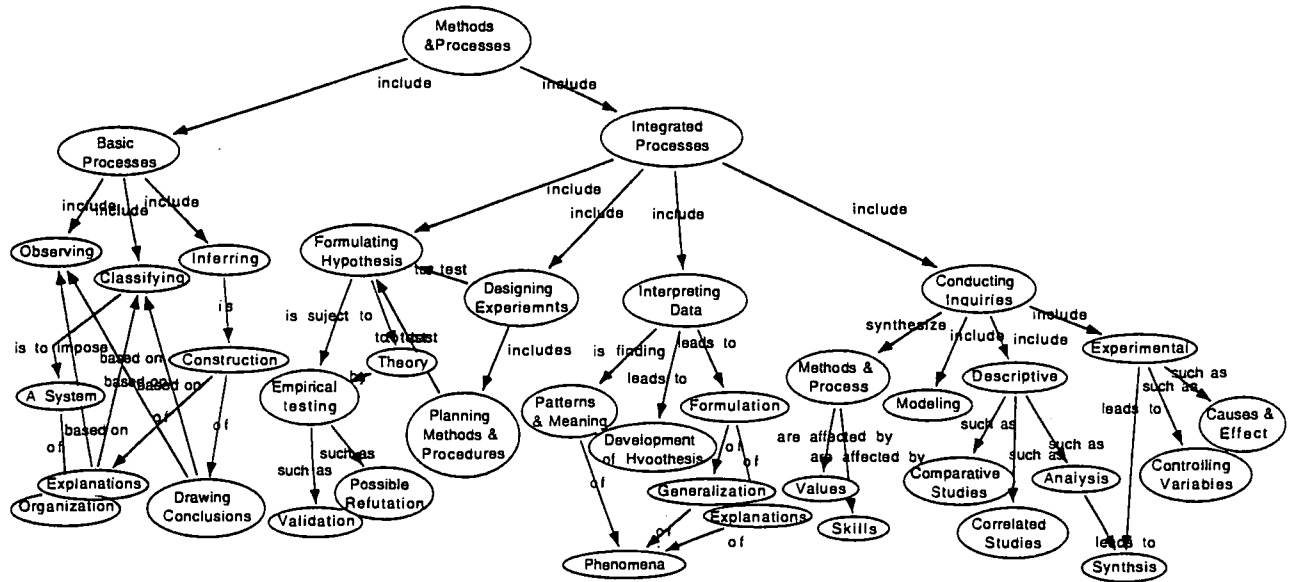 Methods
&Processes
include
include
Basic
Processes
Integrated
Processes
include
include
include
include
include
include
include
Observing
Classifying
Inferring
Formulating
Hypothesis
to test
Designing
Experiemnts
Interpreting
Data
Conducting
Inquiries
is
is suject to
includes
is finding
leads to
leads to
synthesize
include
include
include
is to impose
based on
based on
based on
based on
Construction
Theory
by
Experimental
A System
Empirical
testing
Planning
Methods &
Procedures
Patterns
& Meaning
Formulation
Development
of Hvoothesis
Methods &
Process
Modeling
Descriptive
such as
such as
leads to
Causes &
Effect
of
of
of
such as
such as
of
of
of
are affected by
are affected by
such as
such as
such as
Explanations
Organization
Drawing
Conclusions
Validation
Possible
Refutation
Generalization
Explanations
Values
Skills
Comparative
Studies
Analysis
Correlated
Studies
Controlling
Variables
of
of
Phenomena
leads to
Synthsis